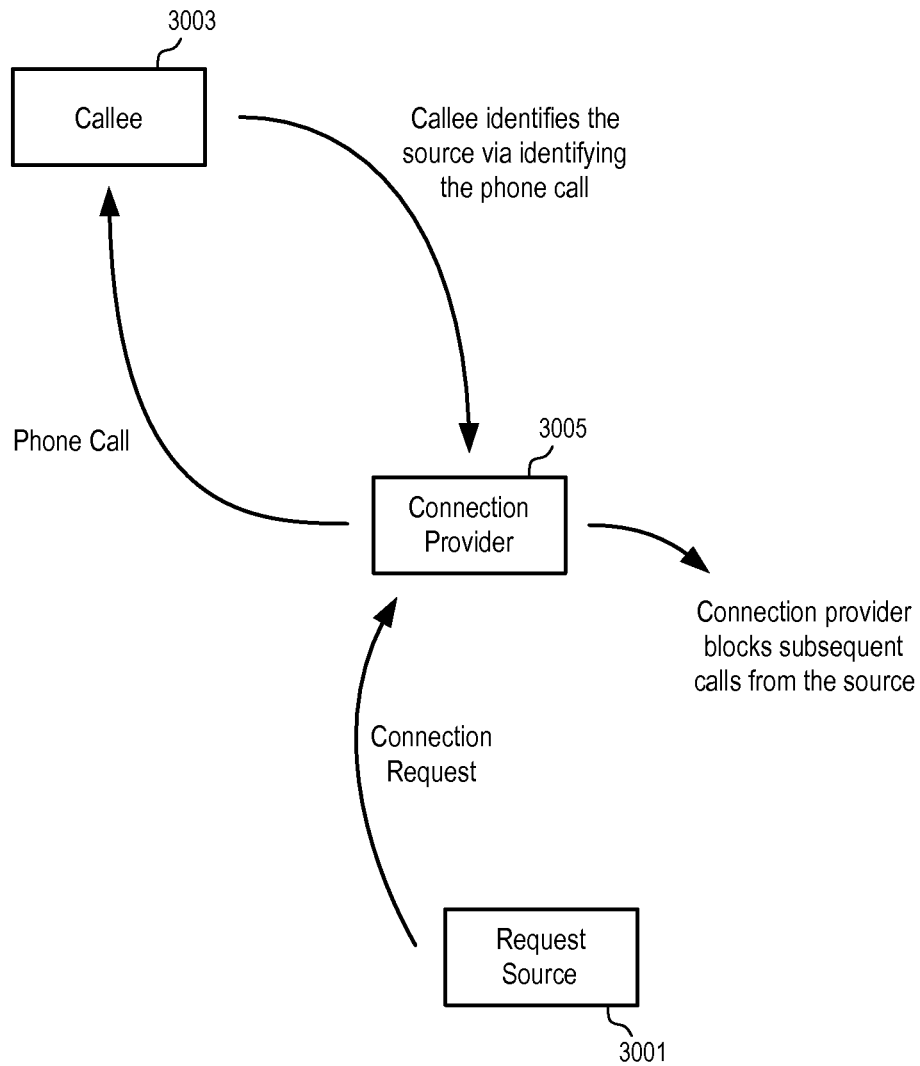 3003
Callee
Callee identifies the
source via identifying
the phone call
Phone Call
3005
Connection
Provider
Connection provider
blocks subsequent
calls from the source
Connection
Request
Request
Source
3001